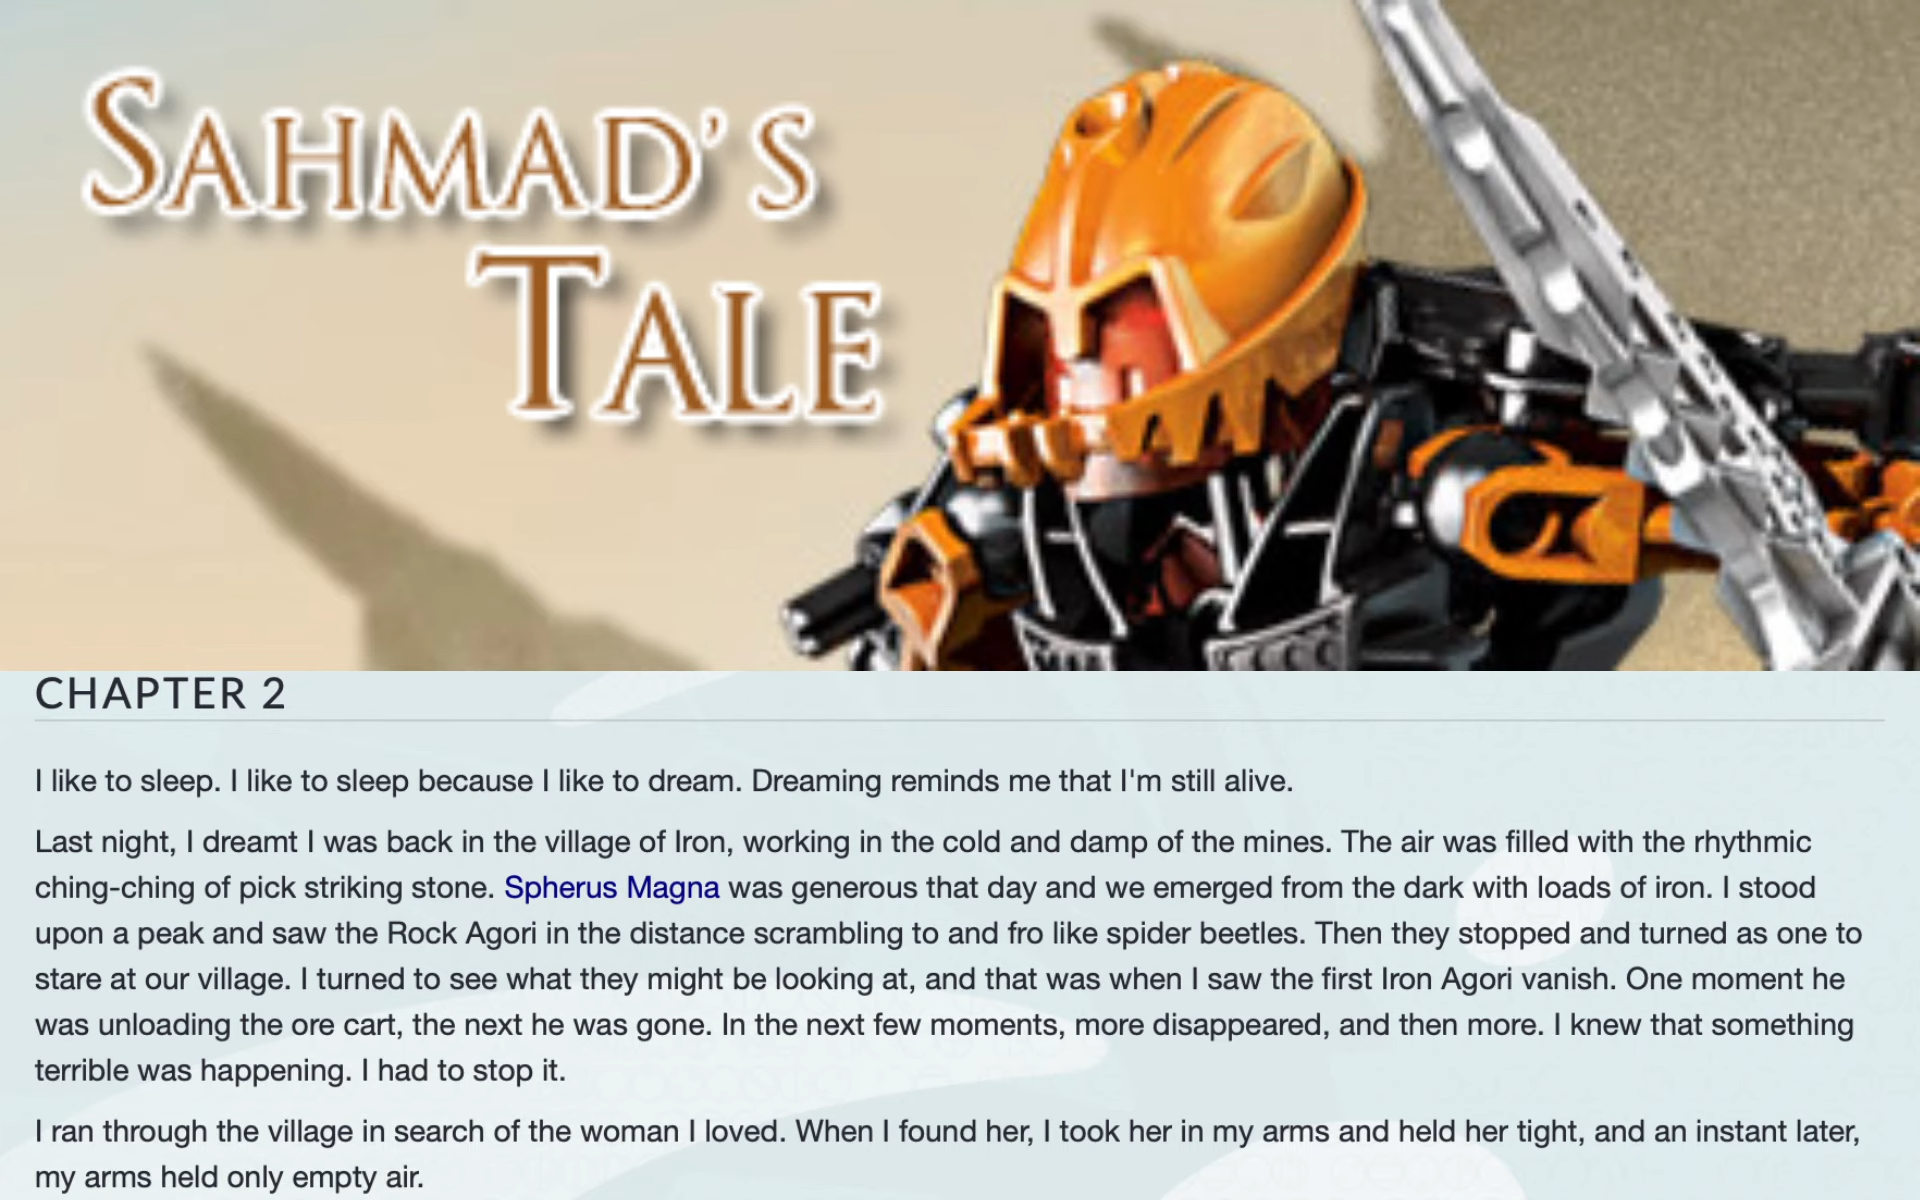 SAHMAD'S
TALE
CHAPTER 2
I like to sleep. I like to sleep because I like to dream. Dreaming reminds me that I'm still alive.
Last night, I dreamt I was back in the village of Iron, working in the cold and damp of the mines. The air was filled with the rhythmic
ching-ching of pick striking stone. Spherus Magna was generous that day and we emerged from the dark with loads of iron. I stood
upon a peak and saw the Rock Agori in the distance scrambling to and fro like spider beetles. Then they stopped and turned as one to
stare at our village. I turned to see what they might be looking at, and that was when I saw the first Iron Agori vanish. One moment he
was unloading the ore cart, the next he was gone. In the next few moments, more disappeared, and then more. I knew that something
terrible was happening. I had to stop it.
I ran through the village in search of the woman I loved. When I found her, I took her in my arms and held her tight, and an instant later,
my arms held only empty air.